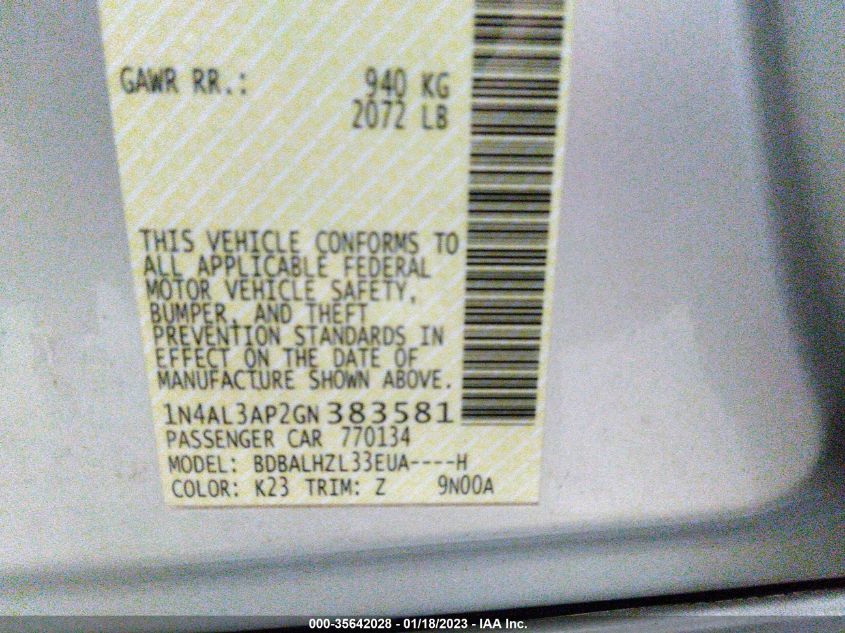 GAWR RR.: 940 KG
2072 LB
THIS VEHICLE CONFORMS TO
ALL APPLICABLE FEDERAL
MOTOR VEHICLE SAFETY,
BUMPER, AND THEFT
PREVENTION STANDARDS IN
EFFECT ON THE DATE OF
MANUFACTURE SHOWN ABOVE.
1N4AL3AP2GN383581
PASSENGER CAR 770134
MODEL: BDBALHZL33EUA----H
COLOR: K23 TRIM: Z 9N00A
000-35642028 - 01/18/2023 - IAA Inc.